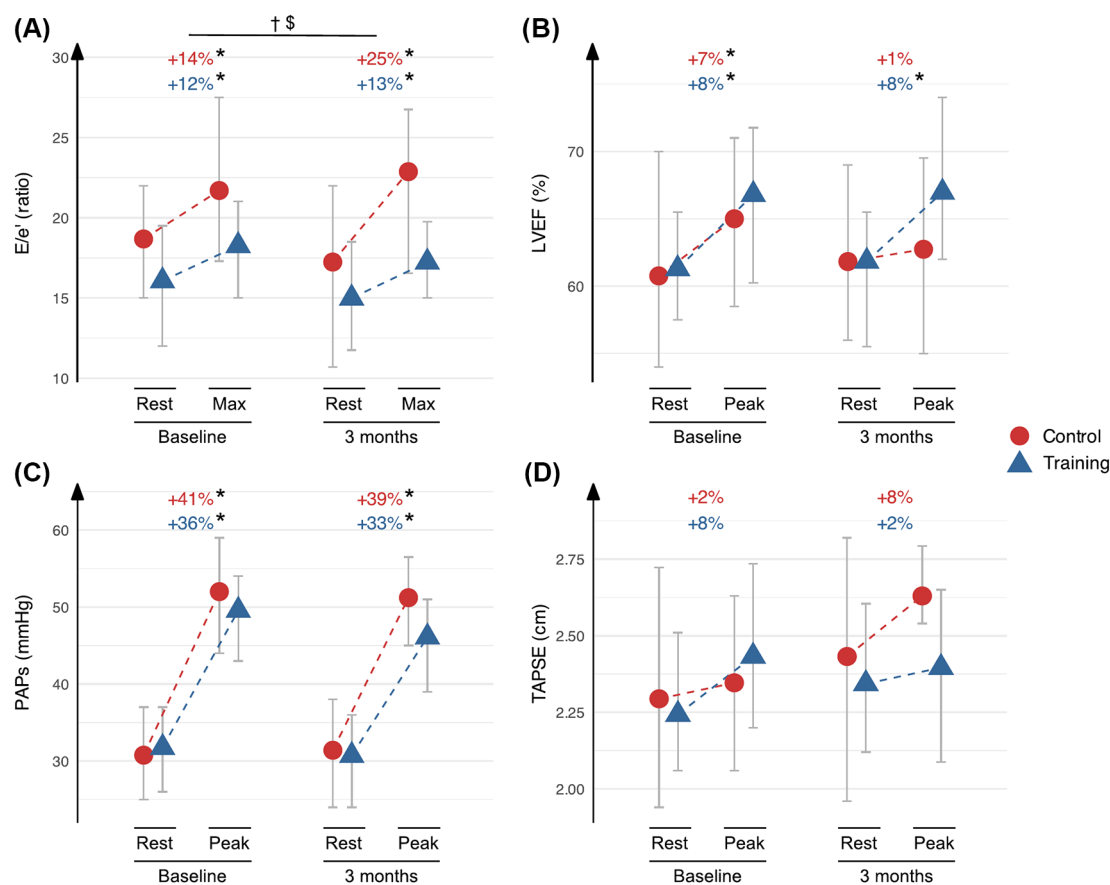 (A)
† $
+14%* +25%*
+12%* +13%*
30
25
20
15
10
E/e' (ratio)
Rest Max Rest Max
Baseline 3 months
(B)
+7%* +1%
+8%* +8%*
70
60
LVEF (%)
Rest Peak Rest Peak
Baseline 3 months
Control
Training
(C)
+41%* +39%*
+36%* +33%*
60
50
40
30
PAPs (mmHg)
Rest Peak Rest Peak
Baseline 3 months
(D)
+2% +8%
+8% +2%
2.75
2.50
2.25
2.00
TAPSE (cm)
Rest Peak Rest Peak
Baseline 3 months